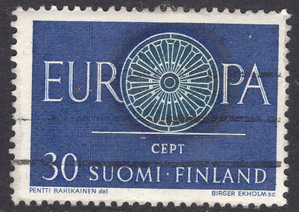 EUROPA
CEPT
30 SUOMI·FINLAND
PENTTI RAHIKAINEN del BIRGER EKHOLM sc